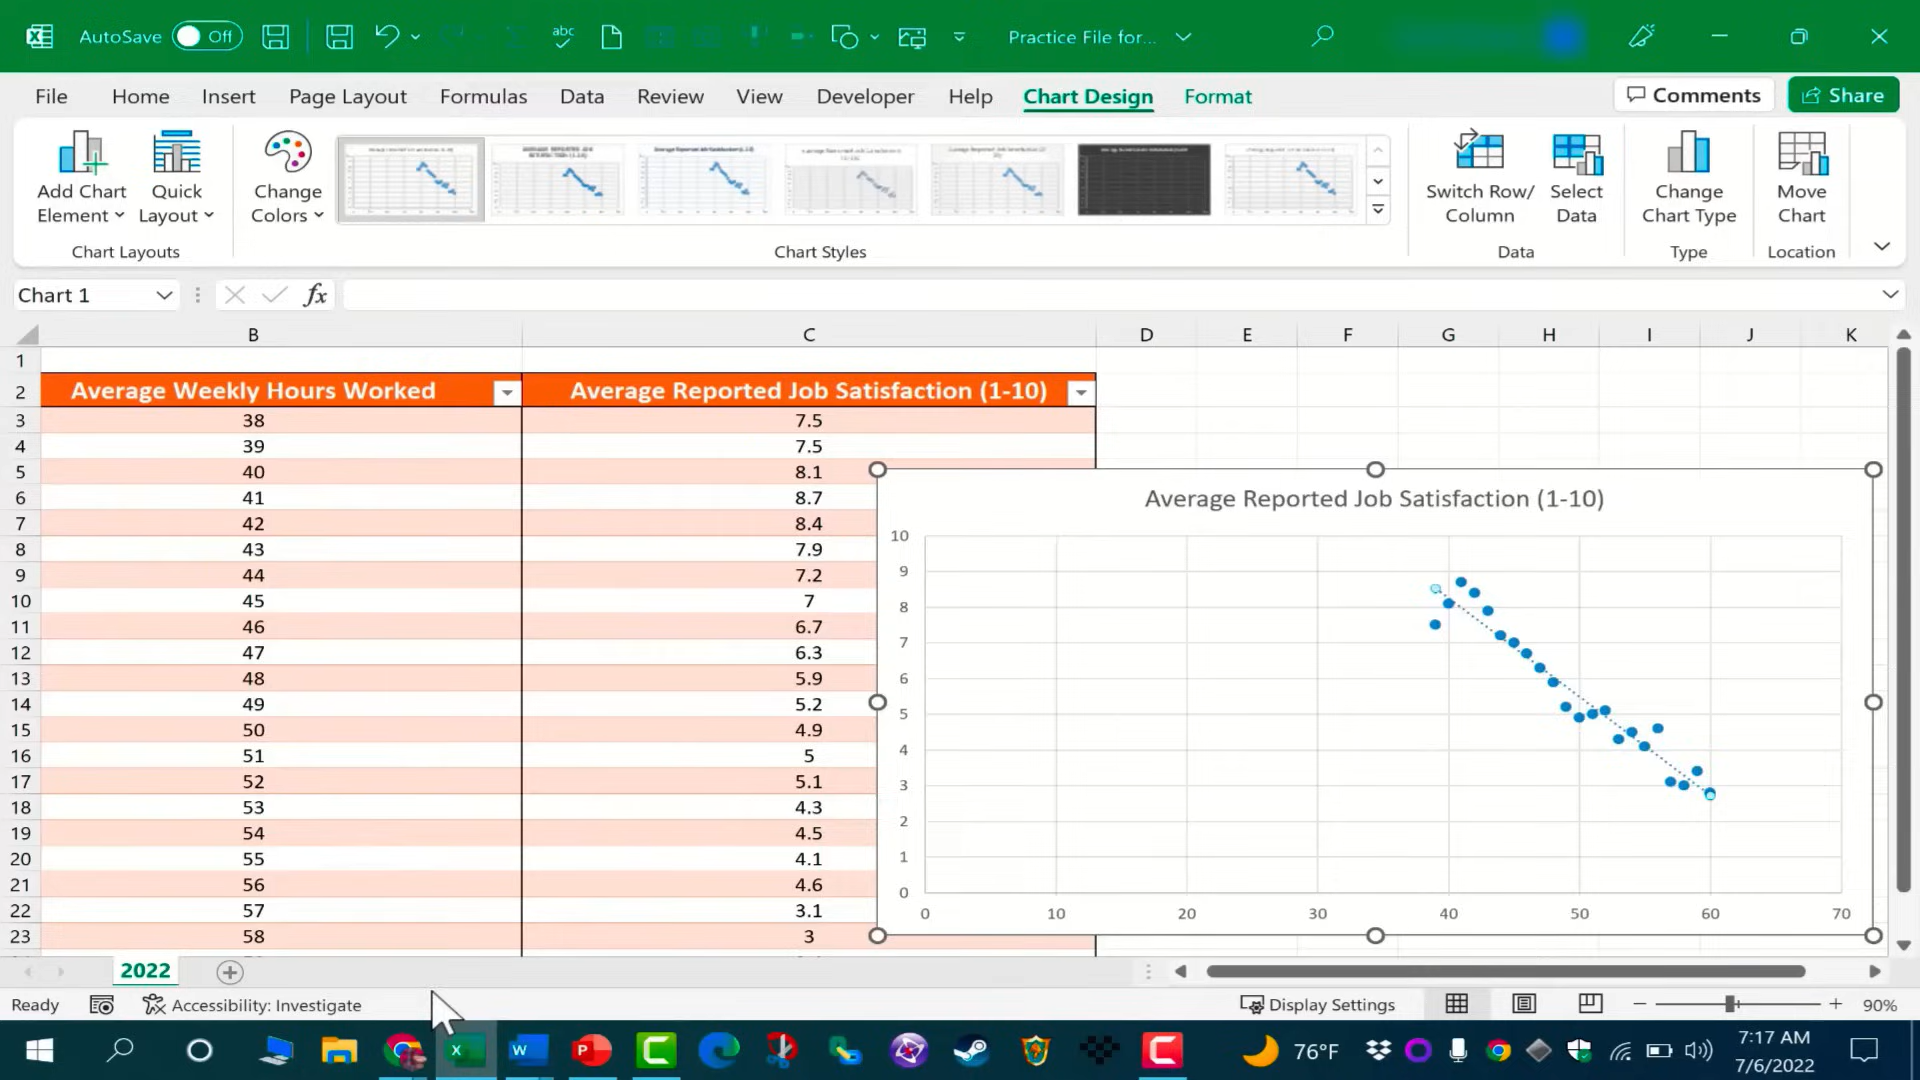 AutoSave Off Practice File for...
File Home Insert Page Layout Formulas Data Review View Developer Help Chart Design Format Comments Share
Add Chart Element
Quick Layout
Change Colors
Switch Row/ Column
Select Data
Change Chart Type
Move Chart
Chart Layouts Chart Styles Data Type Location
Chart 1 fx
B C D E F G H I J K
1
2 Average Weekly Hours Worked Average Reported Job Satisfaction (1-10)
3 38 7.5
4 39 7.5
5 40 8.1
6 41 8.7
7 42 8.4
8 43 7.9
9 44 7.2
10 45 7
11 46 6.7
12 47 6.3
13 48 5.9
14 49 5.2
15 50 4.9
16 51 5
17 52 5.1
18 53 4.3
19 54 4.5
20 55 4.1
21 56 4.6
22 57 3.1
23 58 3
Average Reported Job Satisfaction (1-10)
10
9
8
7
6
5
4
3
2
1
0
0 10 20 30 40 50 60 70
2022
Ready Accessibility: Investigate Display Settings 90%
76°F
7:17 AM
7/6/2022